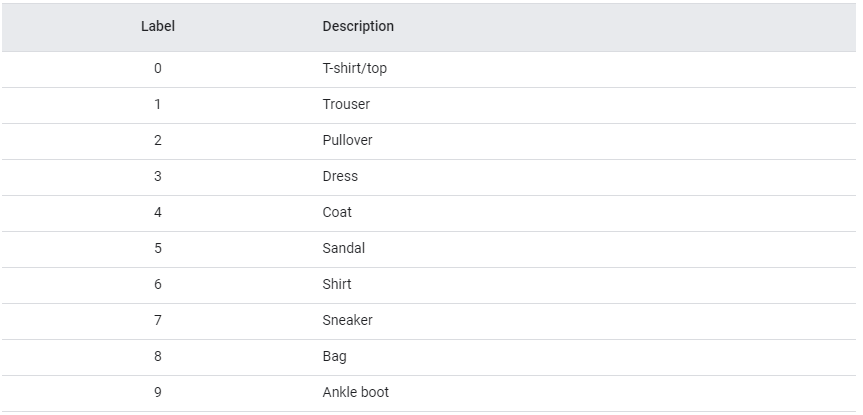 Label Description
0 T-shirt/top
1 Trouser
2 Pullover
3 Dress
4 Coat
5 Sandal
6 Shirt
7 Sneaker
8 Bag
9 Ankle boot